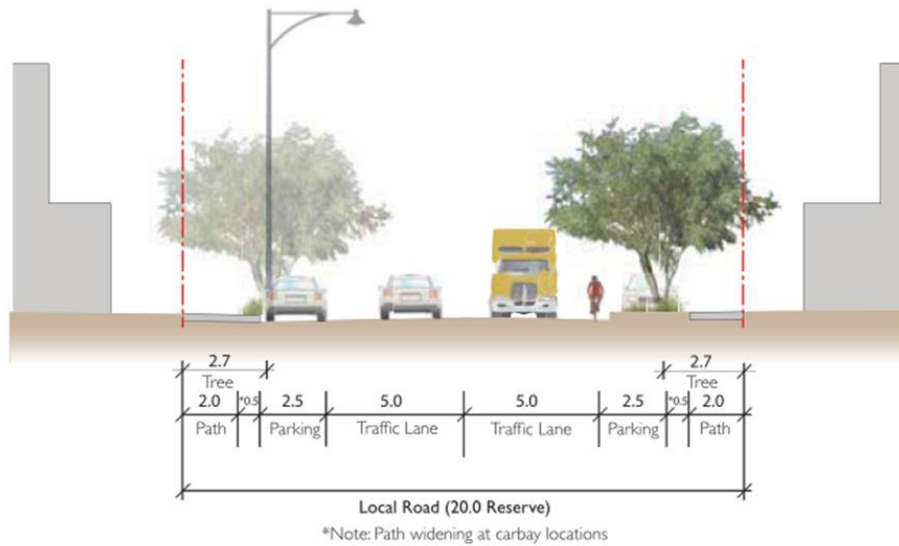 2.7 2.7
Tree Tree
2.0 *0.5 2.5 5.0 5.0 2.5 *0.5 2.0
Path Parking Traffic Lane Traffic Lane Parking Path
Local Road (20.0 Reserve)
*Note: Path widening at carbay locations